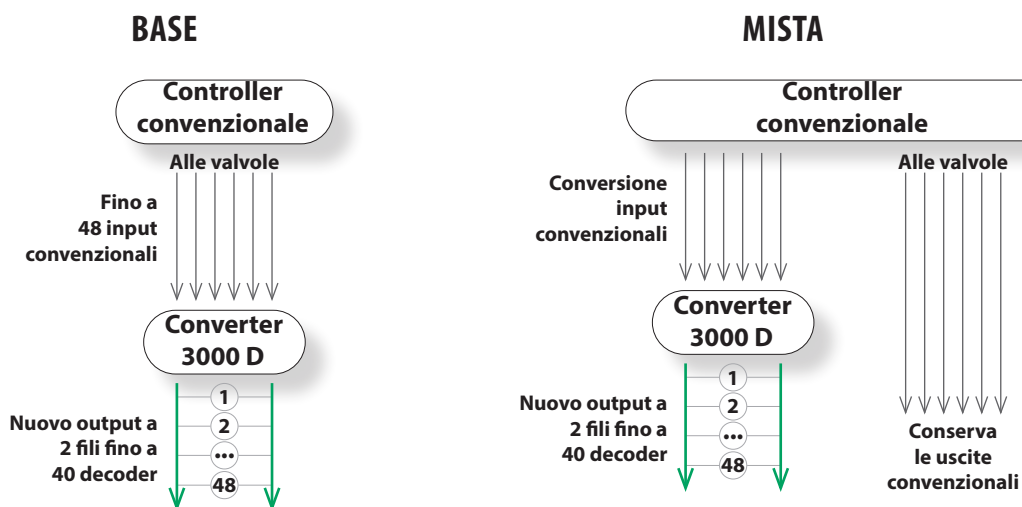 BASE
Controller
convenzionale
Alle valvole
Fino a
48 input
convenzionali
Converter
3000 D
Nuovo output a
2 fili fino a
40 decoder
1
2
•••
48
MISTA
Controller
convenzionale
Conversione
input
convenzionali
Alle valvole
Converter
3000 D
Nuovo output a
2 fili fino a
40 decoder
1
2
•••
48
Conserva
le uscite
convenzionali